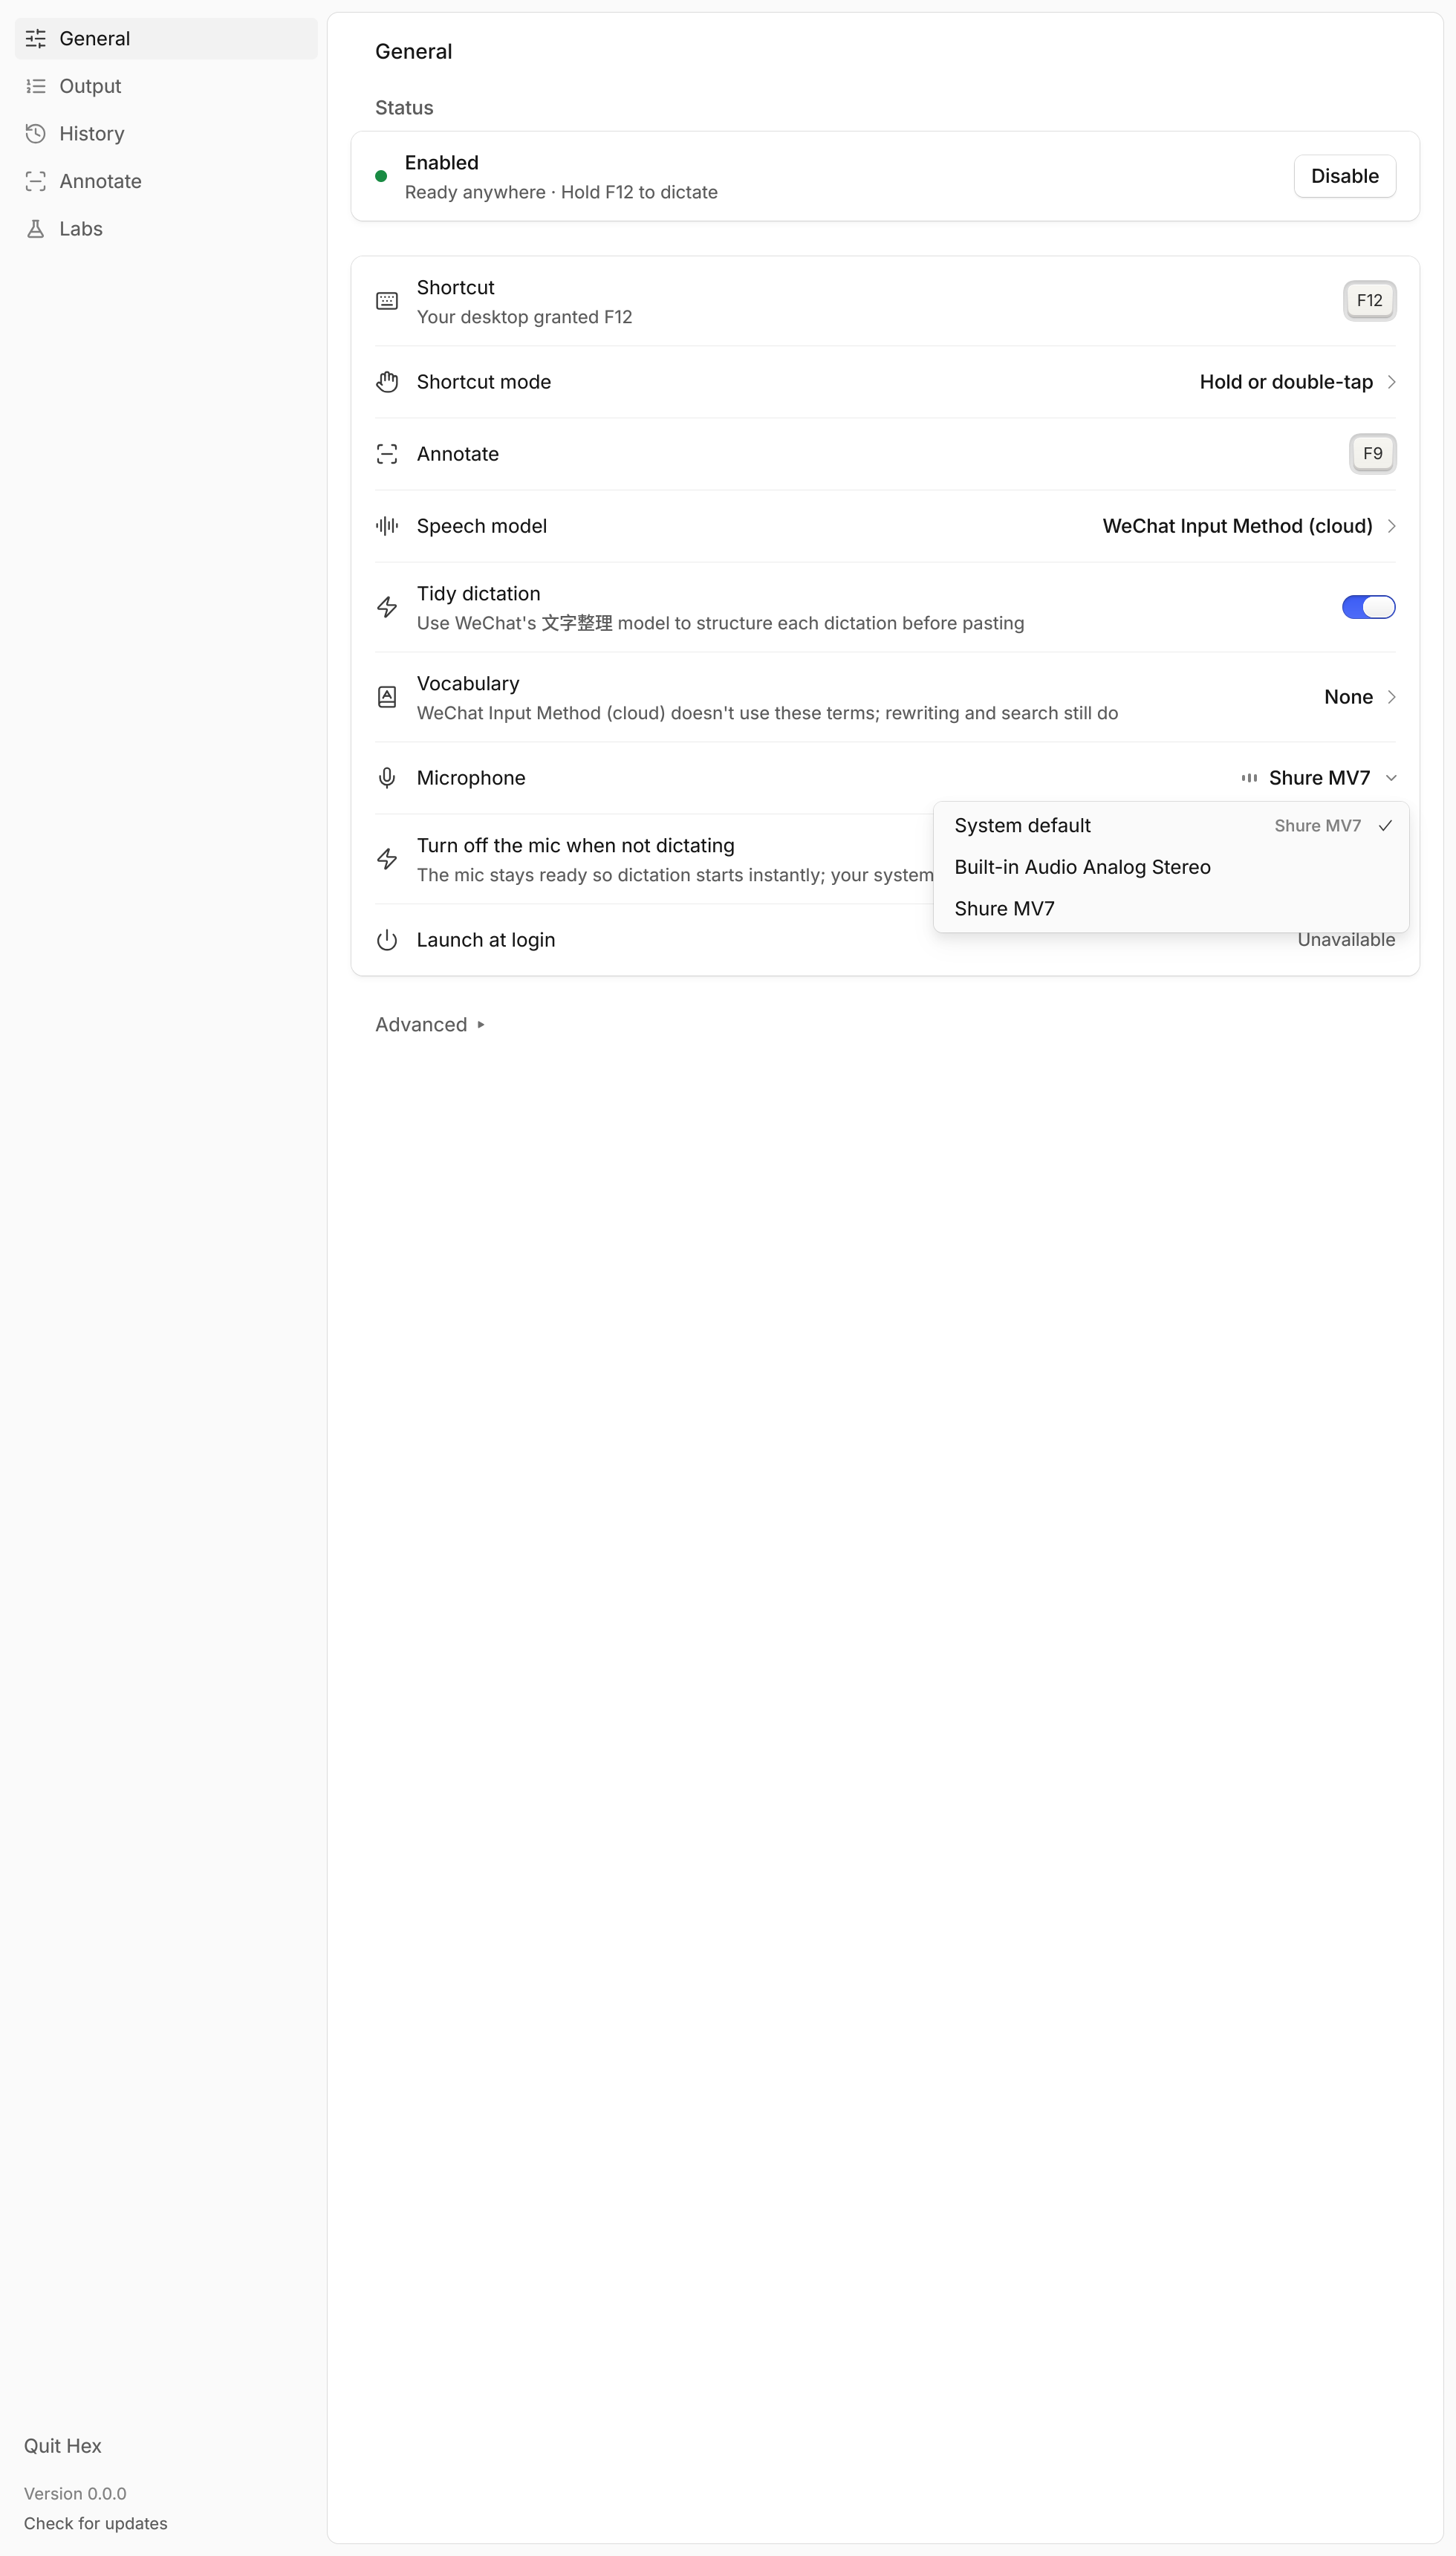 General
Output
History
Annotate
Labs
General
Status
Enabled
Ready anywhere · Hold F12 to dictate
Disable
Shortcut
Your desktop granted F12
F12
Shortcut mode
Hold or double-tap
Annotate
F9
Speech model
WeChat Input Method (cloud)
Tidy dictation
Use WeChat's 文字整理 model to structure each dictation before pasting
Vocabulary
WeChat Input Method (cloud) doesn't use these terms; rewriting and search still do
None
Microphone
Shure MV7
System default
Shure MV7
Built-in Audio Analog Stereo
Shure MV7
Turn off the mic when not dictating
The mic stays ready so dictation starts instantly; your system
Launch at login
Unavailable
Advanced
Quit Hex
Version 0.0.0
Check for updates